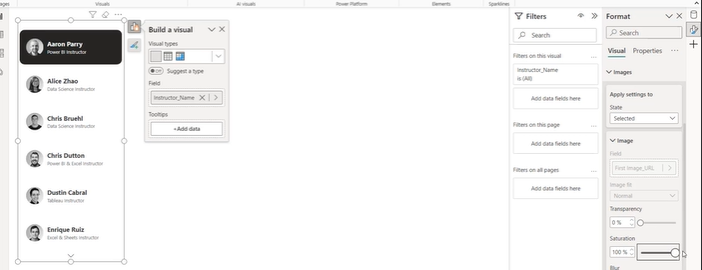 ages
Visuals
AI visuals
Power Platform
Elements
Sparklines
Aaron Parry
Power BI Instructor
Alice Zhao
Data Science Instructor
Chris Bruehl
Data Science Instructor
Chris Dutton
Power BI & Excel Instructor
Dustin Cabral
Tableau Instructor
Enrique Ruiz
Excel & Sheets Instructor
Build a visual
Visual types
Off
Suggest a type
Field
Instructor_Name
Tooltips
+Add data
Filters
Search
Filters on this visual
Instructor_Name
is (All)
Add data fields here
Filters on this page
Add data fields here
Filters on all pages
Add data fields here
Format
Search
Visual
Properties
Images
Apply settings to
State
Selected
Image
Field
First Image_URL
Image fit
Normal
Transparency
0 %
Saturation
100 %
Blur